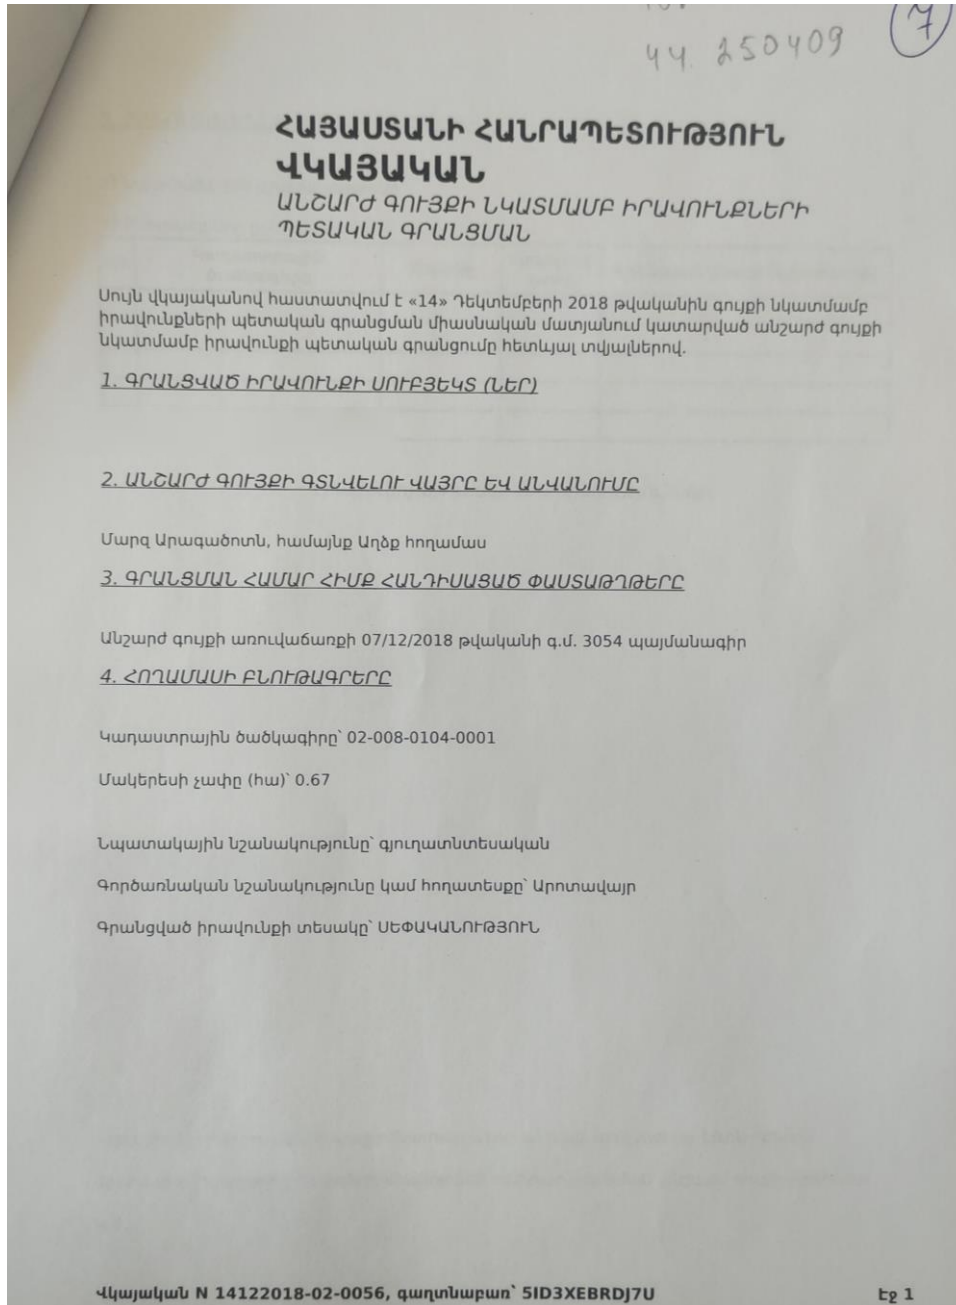 ԿԿ. 250409
7
ՀԱՅԱՍՏԱՆԻ ՀԱՆՐԱՊԵՏՈՒԹՅՈՒՆ
ՎԿԱՅԱԿԱՆ
ԱՆՇԱՐԺ ԳՈՒՅՔԻ ՆԿԱՏՄԱՄԲ ԻՐԱՎՈՒՆՔՆԵՐԻ
ՊԵՏԱԿԱՆ ԳՐԱՆՑՄԱՆ
Սույն վկայականով հաստատվում է «14» Դեկտեմբերի 2018 թվականին գույքի նկատմամբ
իրավունքների պետական գրանցման միասնական մատյանում կատարված անշարժ գույքի
նկատմամբ իրավունքի պետական գրանցումը հետևյալ տվյալներով.
1. ԳՐԱՆՑՎԱԾ ԻՐԱՎՈՒՆՔԻ ՍՈՒԲՅԵԿՏ (ՆԵՐ)
2. ԱՆՇԱՐԺ ԳՈՒՅՔԻ ԳՏՆՎԵԼՈՒ ՎԱՅՐԸ ԵՎ ԱՆՎԱՆՈՒՄԸ
Մարզ Արագածոտն, համայնք Աղձք հողամաս
3. ԳՐԱՆՑՄԱՆ ՀԱՄԱՐ ՀԻՄՔ ՀԱՆԴԻՍԱՑԱԾ ՓԱՍՏԱԹՂԹԵՐԸ
Անշարժ գույքի առուվաճառքի 07/12/2018 թվականի գ.մ. 3054 պայմանագիր
4. ՀՈՂԱՄԱՍԻ ԲՆՈՒԹԱԳՐԵՐԸ
Կադաստրային ծածկագիրը՝ 02-008-0104-0001
Մակերեսի չափը (հա)՝ 0.67
Նպատակային նշանակությունը՝ գյուղատնտեսական
Գործառնական նշանակությունը կամ հողատեսքը՝ Արոտավայր
Գրանցված իրավունքի տեսակը՝ ՍԵՓԱԿԱՆՈՒԹՅՈՒՆ
Վկայական N 14122018-02-0056, գաղտնաբառ՝ 5ID3XEBRDJ7U
Էջ 1